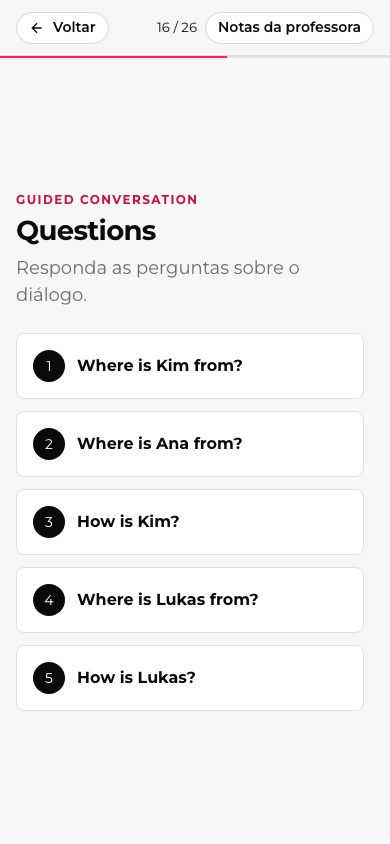 Voltar
16 / 26
Notas da professora
GUIDED CONVERSATION
Questions
Responda as perguntas sobre o
diálogo.
1 Where is Kim from?
2 Where is Ana from?
3 How is Kim?
4 Where is Lukas from?
5 How is Lukas?